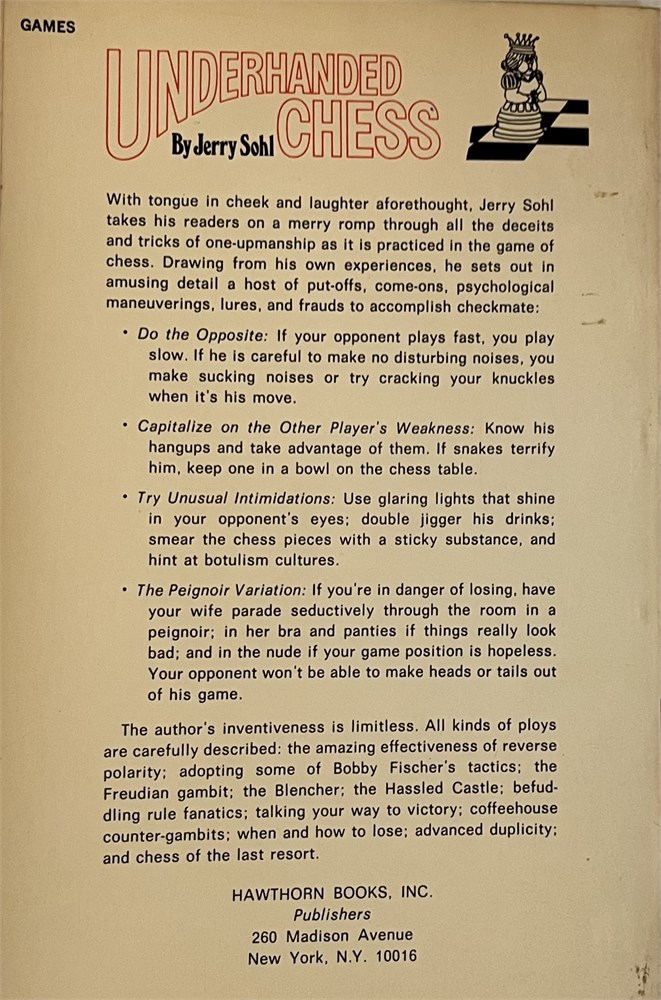 GAMES
UNDERHANDED
CHESS
By Jerry Sohl
With tongue in cheek and laughter aforethought, Jerry Sohl
takes his readers on a merry romp through all the deceits
and tricks of one-upmanship as it is practiced in the game of
chess. Drawing from his own experiences, he sets out in
amusing detail a host of put-offs, come-ons, psychological
maneuverings, lures, and frauds to accomplish checkmate:
• Do the Opposite: If your opponent plays fast, you play
slow. If he is careful to make no disturbing noises, you
make sucking noises or try cracking your knuckles
when it's his move.
• Capitalize on the Other Player's Weakness: Know his
hangups and take advantage of them. If snakes terrify
him, keep one in a bowl on the chess table.
• Try Unusual Intimidations: Use glaring lights that shine
in your opponent's eyes; double jigger his drinks;
smear the chess pieces with a sticky substance, and
hint at botulism cultures.
• The Peignoir Variation: If you're in danger of losing, have
your wife parade seductively through the room in a
peignoir; in her bra and panties if things really look
bad; and in the nude if your game position is hopeless.
Your opponent won't be able to make heads or tails out
of his game.
The author's inventiveness is limitless. All kinds of ploys
are carefully described: the amazing effectiveness of reverse
polarity; adopting some of Bobby Fischer's tactics; the
Freudian gambit; the Blencher; the Hassled Castle; befud-
dling rule fanatics; talking your way to victory; coffeehouse
counter-gambits; when and how to lose; advanced duplicity;
and chess of the last resort.
HAWTHORN BOOKS, INC.
Publishers
260 Madison Avenue
New York, N.Y. 10016